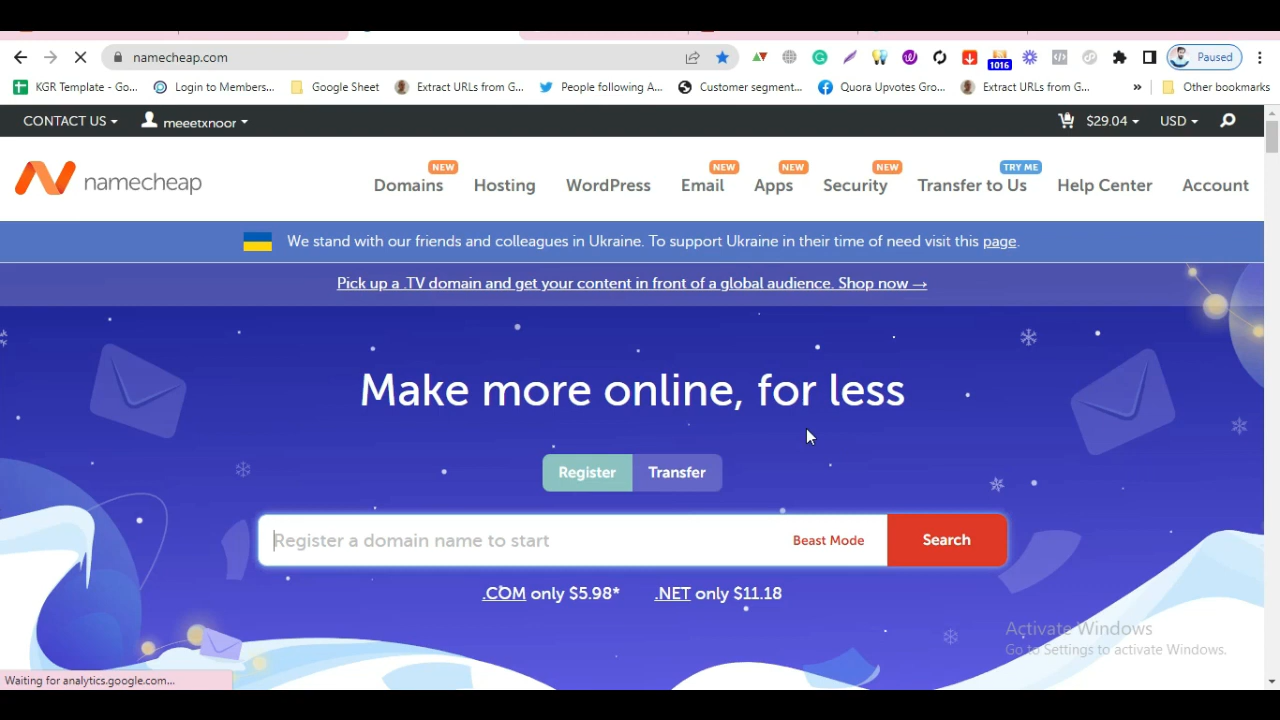 namecheap.com
1016
Paused
KGR Template - Go...
Login to Members...
Google Sheet
Extract URLs from G...
People following A...
Customer segment...
Quora Upvotes Gro...
Extract URLs from G...
»
Other bookmarks
CONTACT US
meeetxnoor
$29.04
USD
namecheap
NEW
NEW
NEW
NEW
TRY ME
Domains
Hosting
WordPress
Email
Apps
Security
Transfer to Us
Help Center
Account
We stand with our friends and colleagues in Ukraine. To support Ukraine in their time of need visit this page.
Pick up a .TV domain and get your content in front of a global audience. Shop now →
Make more online, for less
Register
Transfer
Register a domain name to start
Beast Mode
Search
.COM only $5.98*
.NET only $11.18
Activate Windows
Go to Settings to activate Windows.
Waiting for analytics.google.com...